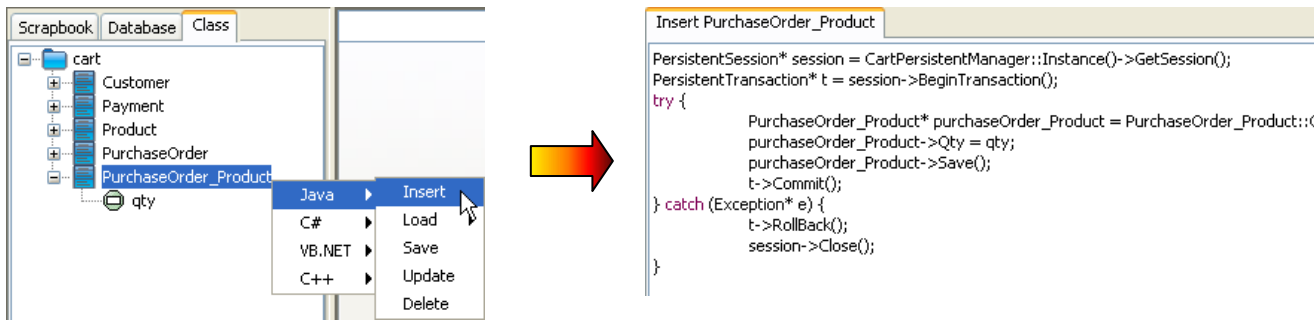 Scrapbook Database Class
cart
Customer
Payment
Product
PurchaseOrder
PurchaseOrder_Product
qty
Java
C#
VB.NET
C++
Insert
Load
Save
Update
Delete
Insert PurchaseOrder_Product
PersistentSession* session = CartPersistentManager::Instance()->GetSession();
PersistentTransaction* t = session->BeginTransaction();
try {
PurchaseOrder_Product* purchaseOrder_Product = PurchaseOrder_Product::
purchaseOrder_Product->Qty = qty;
purchaseOrder_Product->Save();
t->Commit();
} catch (Exception* e) {
t->RollBack();
session->Close();
}